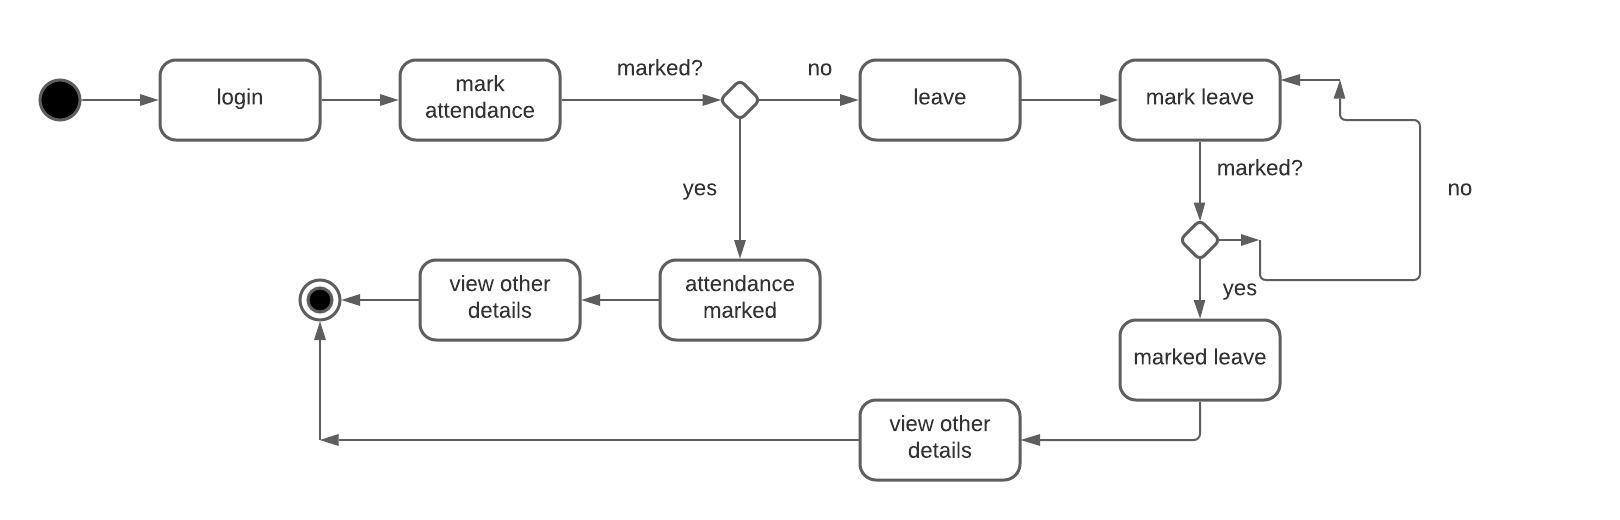 login
mark
attendance
marked?
no
leave
mark leave
yes
marked?
no
view other
details
attendance
marked
yes
marked leave
view other
details